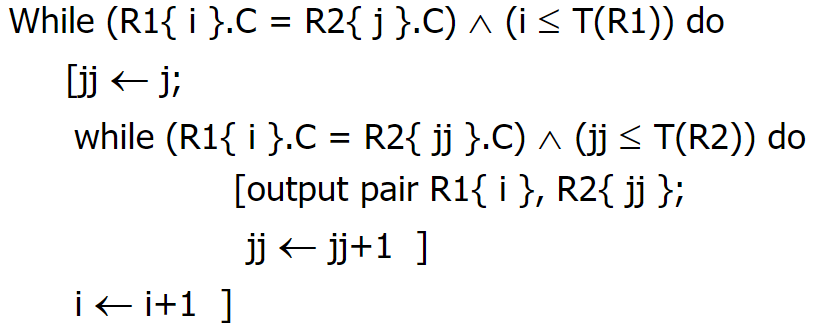 While (R1{ i }.C = R2{ j }.C) ∧ (i ≤ T(R1)) do
[jj ← j;
while (R1{ i }.C = R2{ jj }.C) ∧ (jj ≤ T(R2)) do
[output pair R1{ i }, R2{ jj };
jj ← jj+1 ]
i ← i+1 ]